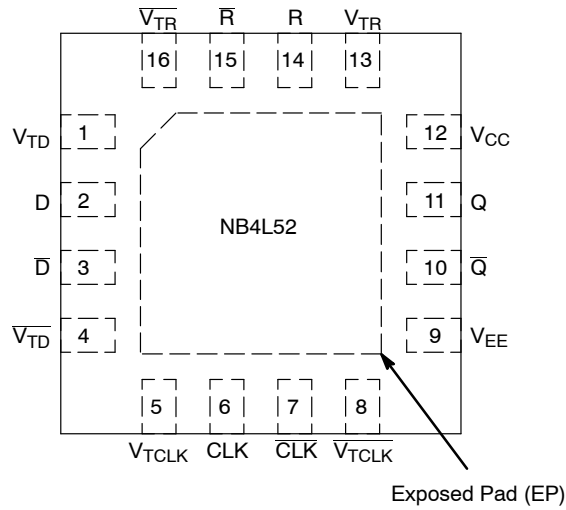 V̅T̅R̅ R̅ R VTR
16 15 14 13
VTD 1 12 VCC
D 2 11 Q
NB4L52
D̅ 3 10 Q̅
V̅T̅D̅ 4 9 VEE
5 6 7 8
VTCLK CLK C̅L̅K̅ V̅T̅C̅L̅K̅
Exposed Pad (EP)